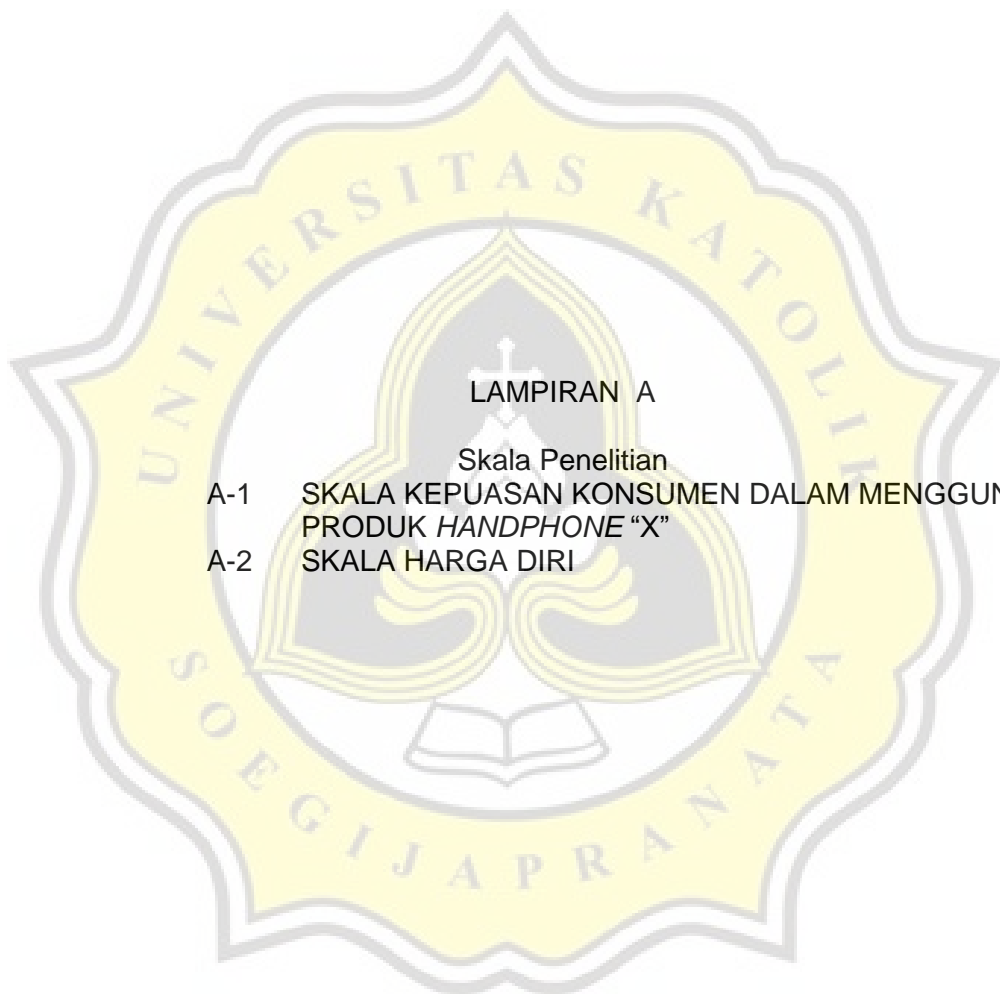 UNIVERSITAS KATOLIK
LAMPIRAN A
Skala Penelitian
A-1 SKALA KEPUASAN KONSUMEN DALAM MENGGUN
PRODUK HANDPHONE “X”
A-2 SKALA HARGA DIRI
SOEGIJAPRANATA